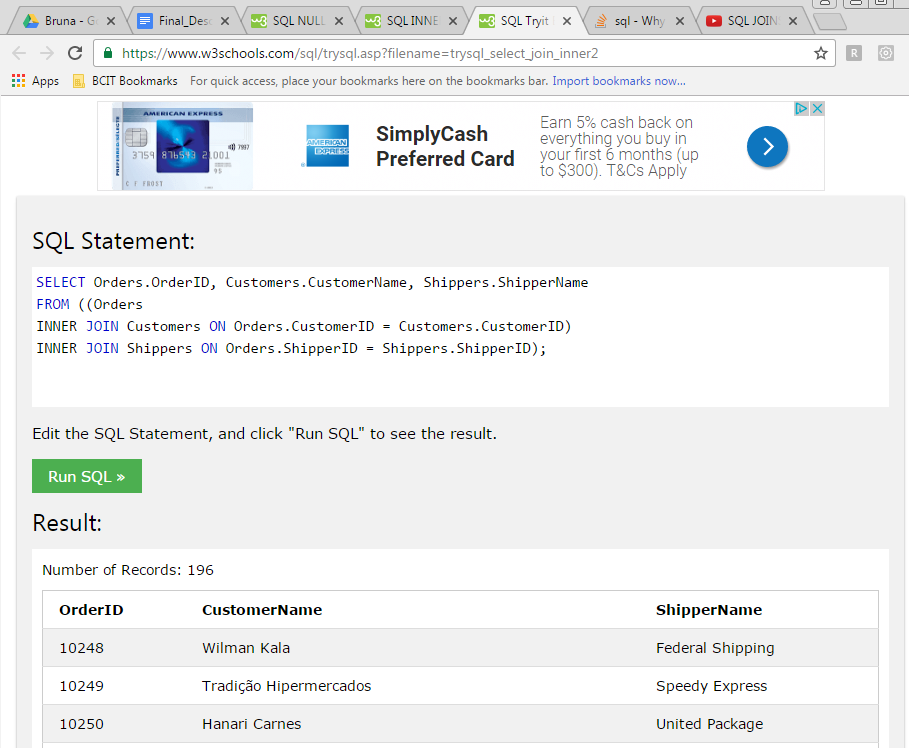 Bruna - G
Final_Des
SQL NULL
SQL INNE
SQL Tryit
sql - Why
SQL JOIN
https://www.w3schools.com/sql/trysql.asp?filename=trysql_select_join_inner2
R
Apps
BCIT Bookmarks
For quick access, place your bookmarks here on the bookmarks bar. Import bookmarks now...
AMERICAN EXPRESS
3759 876543 21001
95
C F FROST
AMERICAN EXPRESS
SimplyCash
Preferred Card
Earn 5% cash back on
everything you buy in
your first 6 months (up
to $300). T&Cs Apply
SQL Statement:
SELECT Orders.OrderID, Customers.CustomerName, Shippers.ShipperName
FROM ((Orders
INNER JOIN Customers ON Orders.CustomerID = Customers.CustomerID)
INNER JOIN Shippers ON Orders.ShipperID = Shippers.ShipperID);
Edit the SQL Statement, and click "Run SQL" to see the result.
Run SQL »
Result:
Number of Records: 196
OrderID CustomerName ShipperName
10248 Wilman Kala Federal Shipping
10249 Tradição Hipermercados Speedy Express
10250 Hanari Carnes United Package